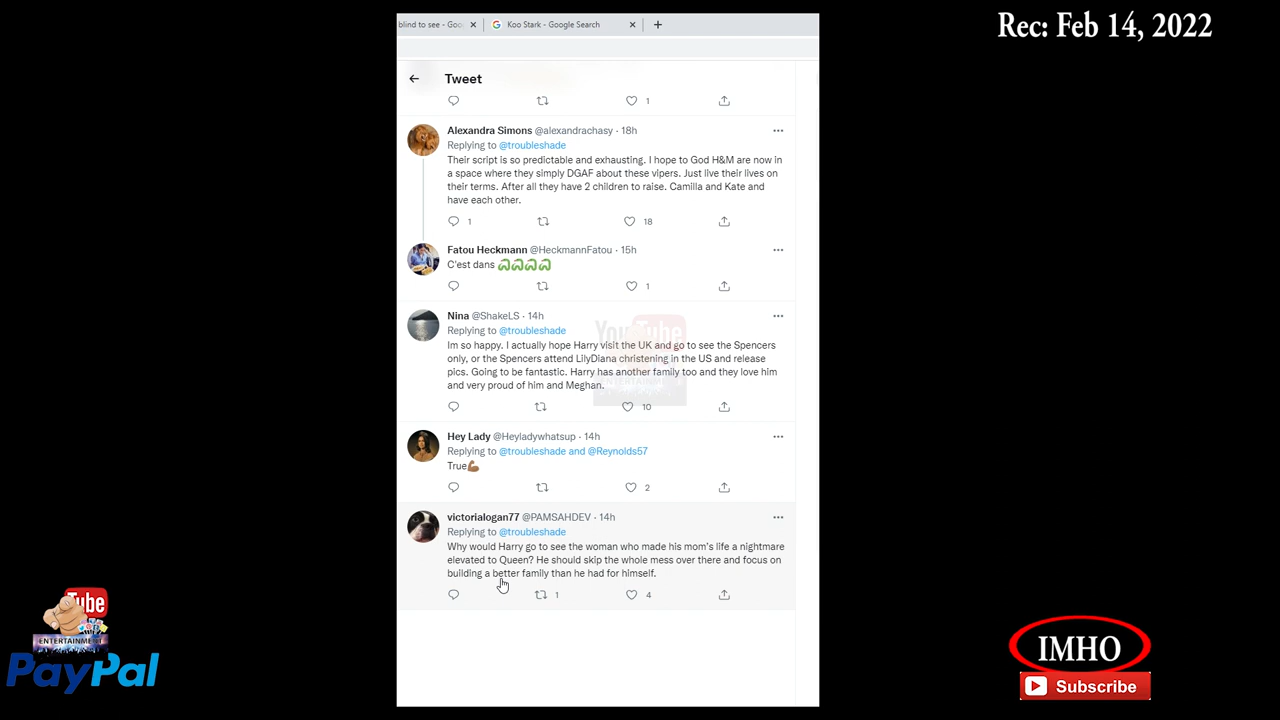 Rec: Feb 14, 2022
blind to see - Goo
Koo Stark - Google Search
Tweet
1
Alexandra Simons @alexandrachasy · 18h
Replying to @troubleshade
Their script is so predictable and exhausting. I hope to God H&M are now in
a space where they simply DGAF about these vipers. Just live their lives on
their terms. After all they have 2 children to raise. Camilla and Kate and
have each other.
1 18
Fatou Heckmann @HeckmannFatou · 15h
C'est dans
1
Nina @ShakeLS · 14h
Replying to @troubleshade
Im so happy. I actually hope Harry visit the UK and go to see the Spencers
only, or the Spencers attend LilyDiana christening in the US and release
pics. Going to be fantastic. Harry has another family too and they love him
and very proud of him and Meghan.
10
YouTube
ENTERTAINMENT
Hey Lady @Heyladywhatsup · 14h
Replying to @troubleshade and @Reynolds57
True💪🏾
2
victorialogan77 @PAMSAHDEV · 14h
Replying to @troubleshade
Why would Harry go to see the woman who made his mom's life a nightmare
elevated to Queen? He should skip the whole mess over there and focus on
building a better family than he had for himself.
1 4
Tube
ENTERTAINMENT
PayPal
IMHO
Subscribe